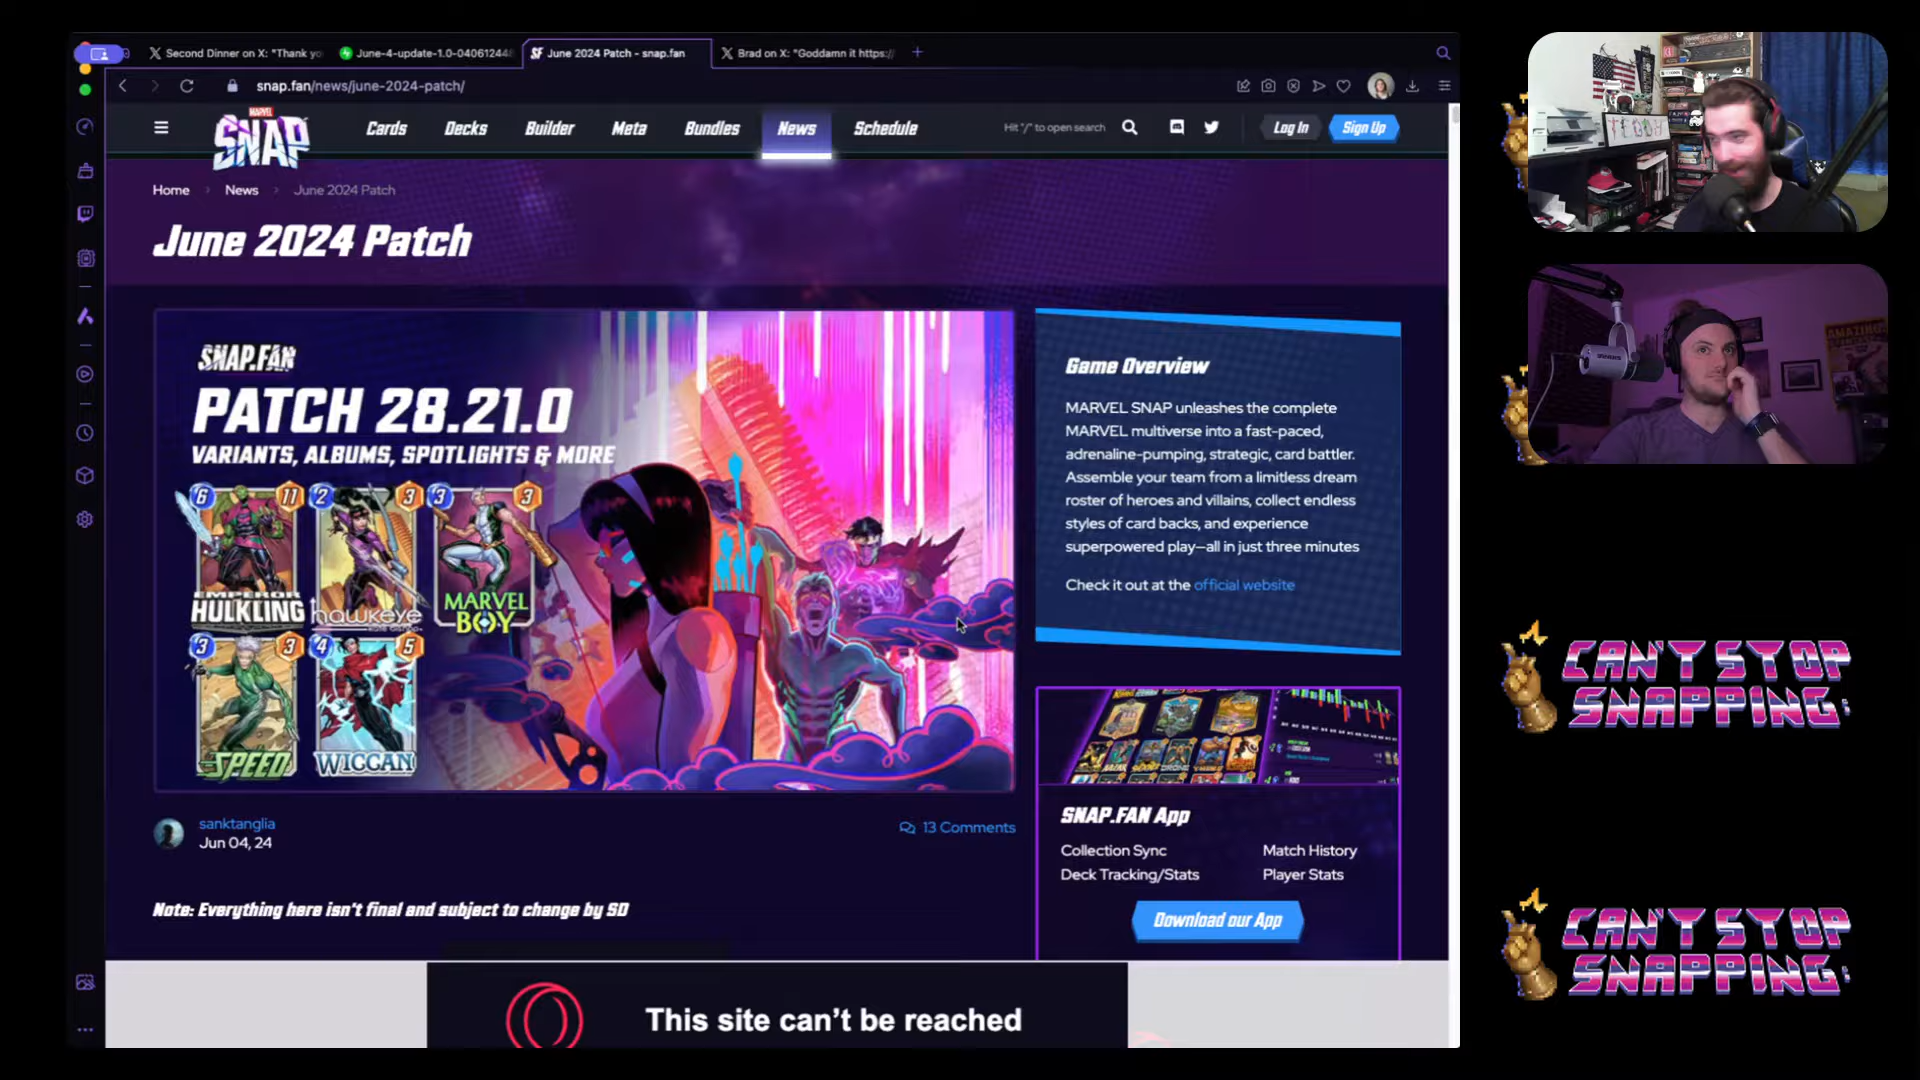 Second Dinner on X: "Thank yo
June-4-update-1.0-04061244
June 2024 Patch - snap.fan
Brad on X: "Goddamn it https:/
snap.fan/news/june-2024-patch/
MARVEL
SNAP
Cards
Decks
Builder
Meta
Bundles
News
Schedule
Hit "/" to open search
Log In
Sign Up
Home
News
June 2024 Patch
June 2024 Patch
SNAP.FAN
PATCH 28.21.0
VARIANTS, ALBUMS, SPOTLIGHTS & MORE
6 11
2 3
3 3
EMPEROR
HULKLING
hawkeye
MARVEL
BOY
3 3
4 5
SPEED
WICCAN
sanktanglia
Jun 04, 24
13 Comments
Note: Everything here isn't final and subject to change by SD
Game Overview
MARVEL SNAP unleashes the complete
MARVEL multiverse into a fast-paced,
adrenaline-pumping, strategic, card battler.
Assemble your team from a limitless dream
roster of heroes and villains, collect endless
styles of card backs, and experience
superpowered play—all in just three minutes
Check it out at the official website
SNAP.FAN App
Collection Sync
Match History
Deck Tracking/Stats
Player Stats
Download our App
This site can't be reached
CAN'T STOP
SNAPPING:
CAN'T STOP
SNAPPING: